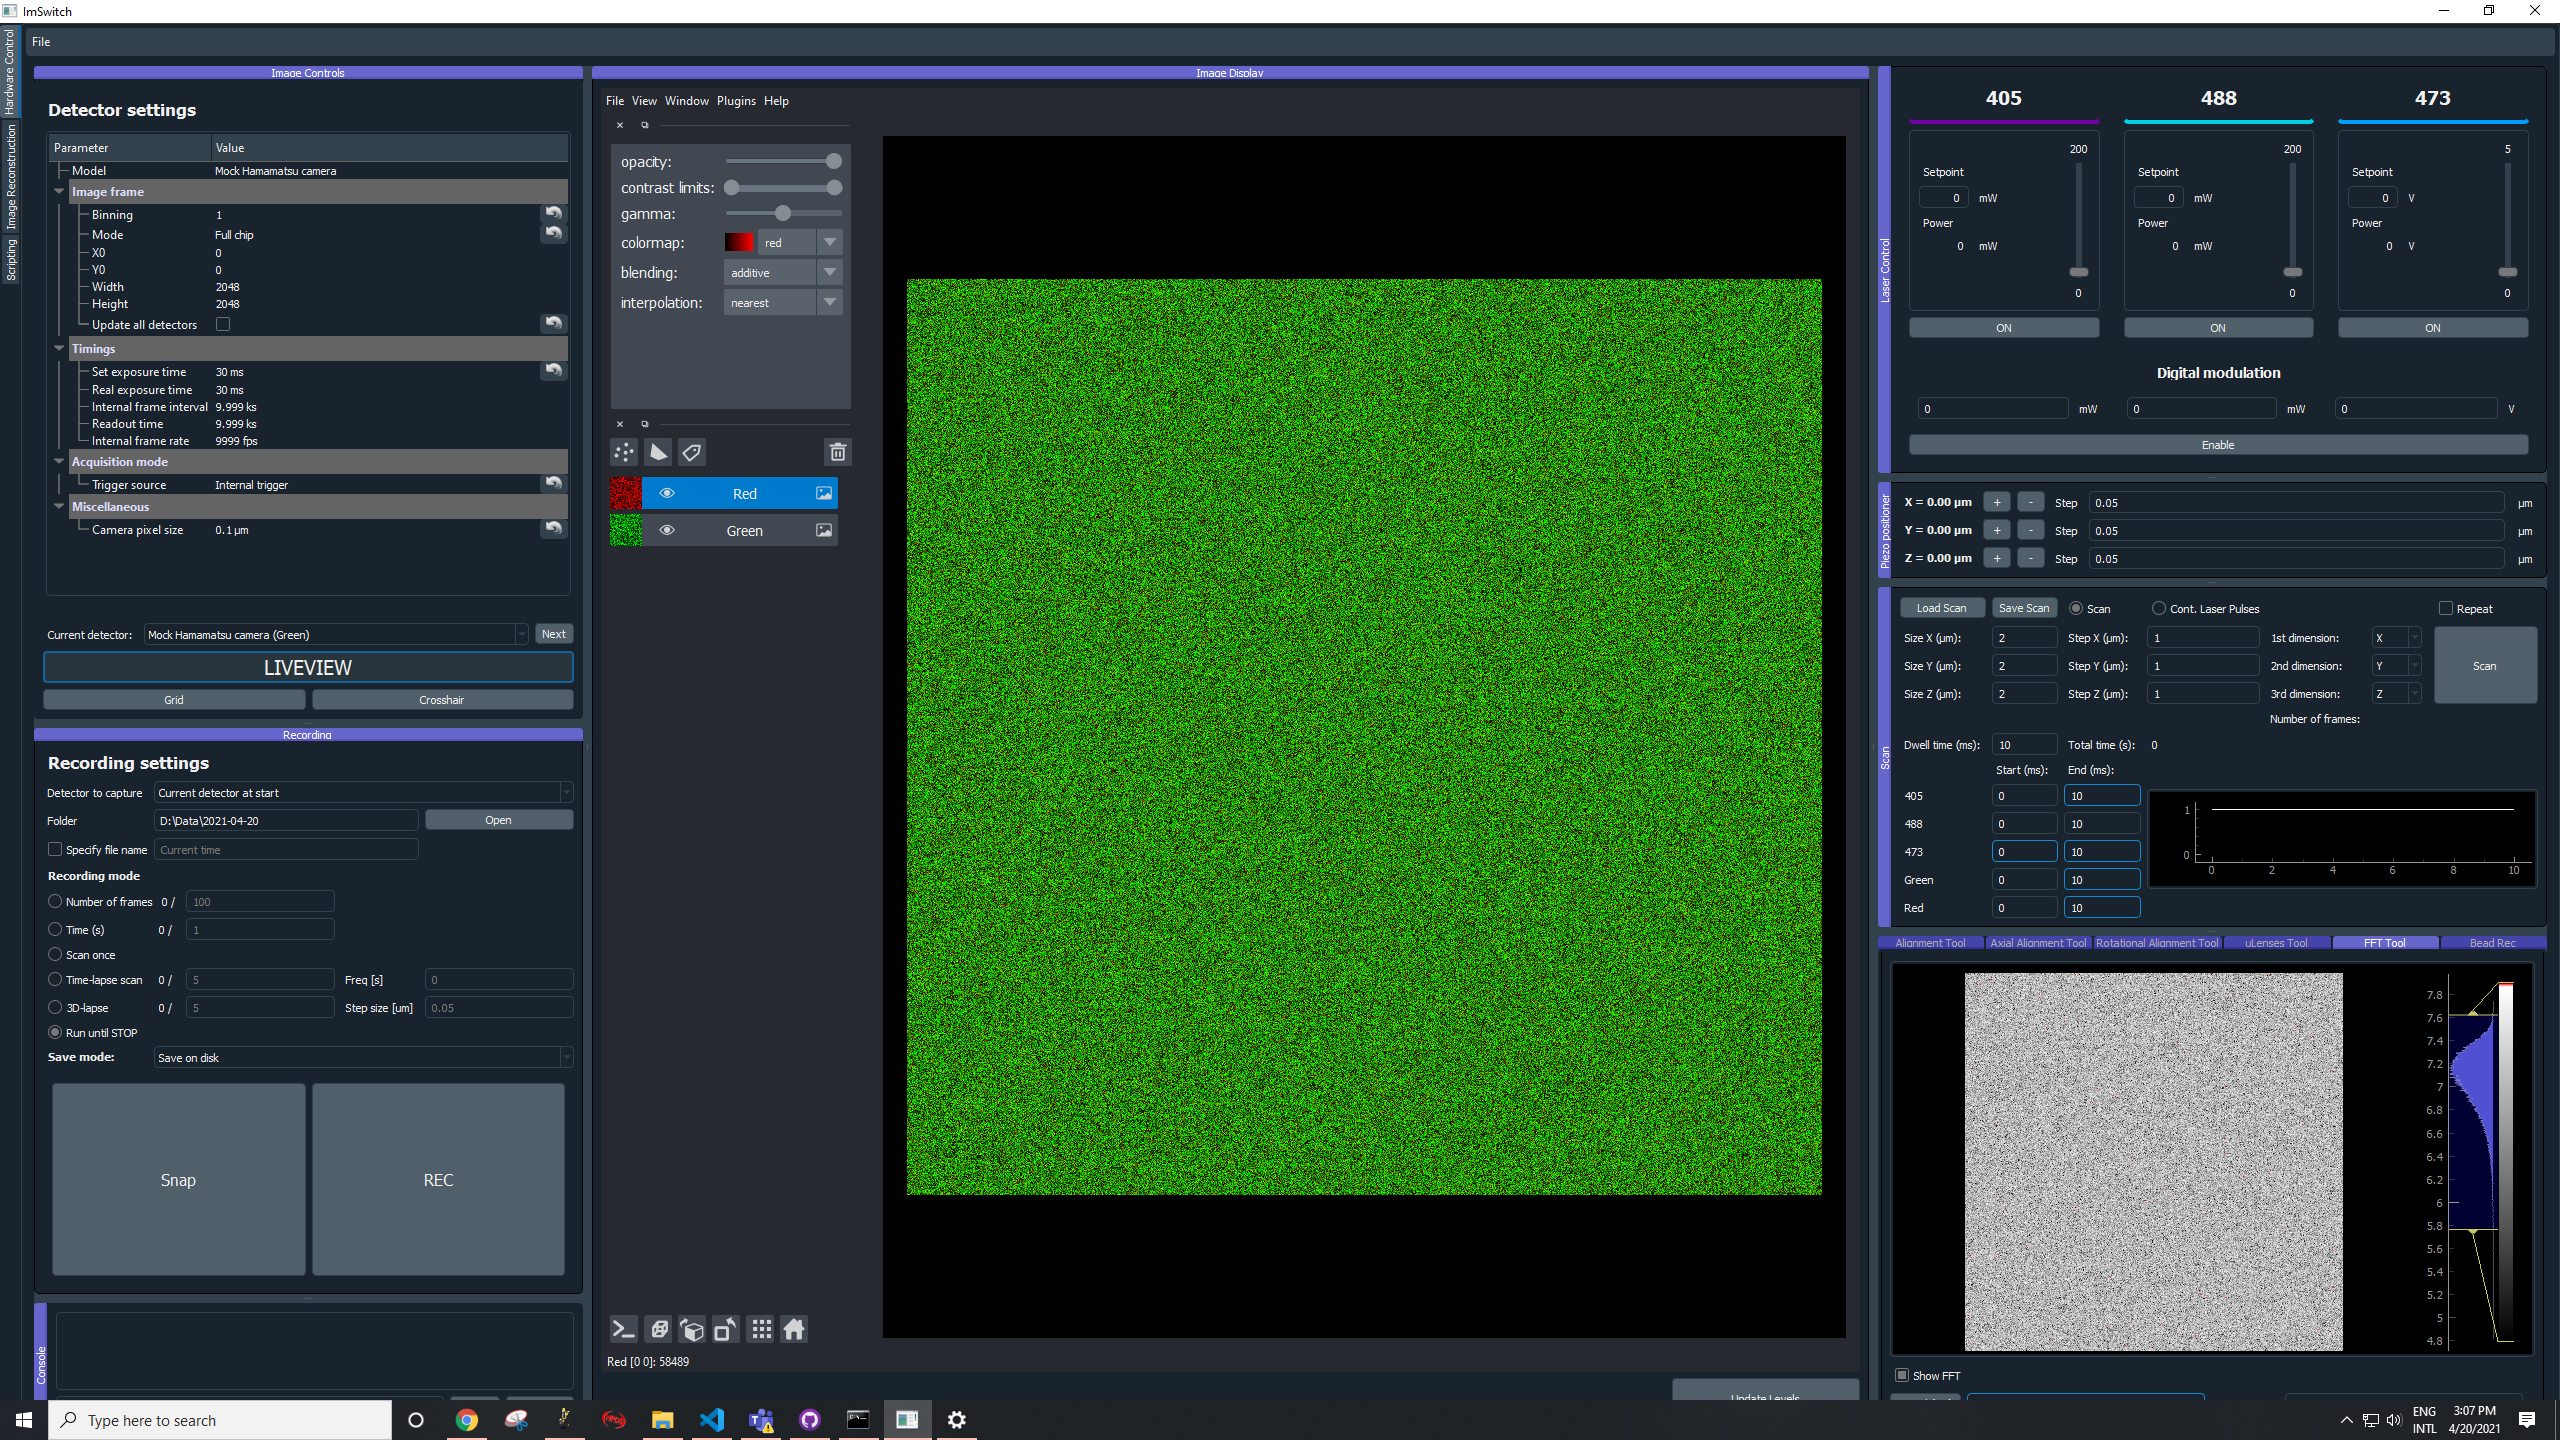 ImSwitch
File
Hardware Control
Image Reconstruction
Scripting
Image Controls
Detector settings
Parameter Value
Model Mock Hamamatsu camera
Image frame
Binning 1
Mode Full chip
X0 0
Y0 0
Width 2048
Height 2048
Update all detectors
Timings
Set exposure time 30 ms
Real exposure time 30 ms
Internal frame interval 9.999 ks
Readout time 9.999 ks
Internal frame rate 9999 fps
Acquisition mode
Trigger source Internal trigger
Miscellaneous
Camera pixel size 0.1 µm
Current detector: Mock Hamamatsu camera (Green) Next
LIVEVIEW
Grid Crosshair
Recording
Recording settings
Detector to capture Current detector at start
Folder D:\Data\2021-04-20 Open
Specify file name Current time
Recording mode
Number of frames 0 / 100
Time (s) 0 / 1
Scan once
Time-lapse scan 0 / 5 Freq [s] 0
3D-lapse 0 / 5 Step size [um] 0.05
Run until STOP
Save mode: Save on disk
Snap REC
Console
Image Display
File View Window Plugins Help
opacity:
contrast limits:
gamma:
colormap: red
blending: additive
interpolation: nearest
Red
Green
Red [0 0]: 58489
Update Levels
Laser Control
405 488 473
200 200 5
Setpoint Setpoint Setpoint
0 mW 0 mW 0 V
Power Power Power
0 mW 0 mW 0 V
0 0 0
ON ON ON
Digital modulation
0 mW 0 mW 0 V
Enable
Piezo positioner
X = 0.00 µm + - Step 0.05 µm
Y = 0.00 µm + - Step 0.05 µm
Z = 0.00 µm + - Step 0.05 µm
Scan
Load Scan Save Scan Scan Cont. Laser Pulses Repeat
Size X (µm): 2 Step X (µm): 1 1st dimension: X
Size Y (µm): 2 Step Y (µm): 1 2nd dimension: Y Scan
Size Z (µm): 2 Step Z (µm): 1 3rd dimension: Z
Number of frames:
Dwell time (ms): 10 Total time (s): 0
Start (ms): End (ms):
405 0 10
488 0 10
473 0 10
Green 0 10
Red 0 10
1
0
0 2 4 6 8 10
Alignment Tool Axial Alignment Tool Rotational Alignment Tool uLenses Tool FFT Tool Bead Rec
7.8
7.6
7.4
7.2
7
6.8
6.6
6.4
6.2
6
5.8
5.6
5.4
5.2
5
4.8
Show FFT
Type here to search
ENG
INTL
3:07 PM
4/20/2021